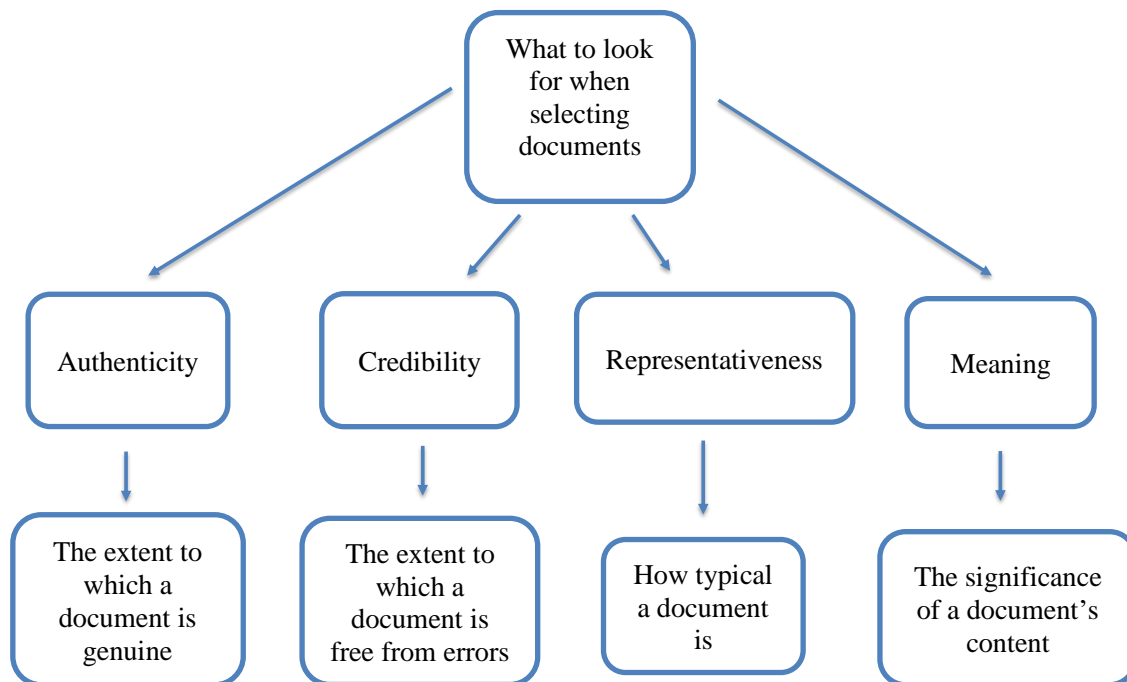 What to look
for when
selecting
documents
Authenticity
Credibility
Representativeness
Meaning
The extent to
which a
document is
genuine
The extent to
which a
document is
free from errors
How typical
a document
is
The significance
of a document’s
content